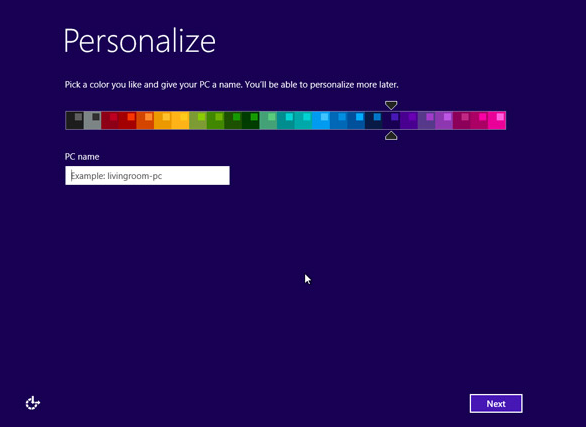 Personalize
Pick a color you like and give your PC a name. You'll be able to personalize more later.
PC name
Example: livingroom-pc
Next